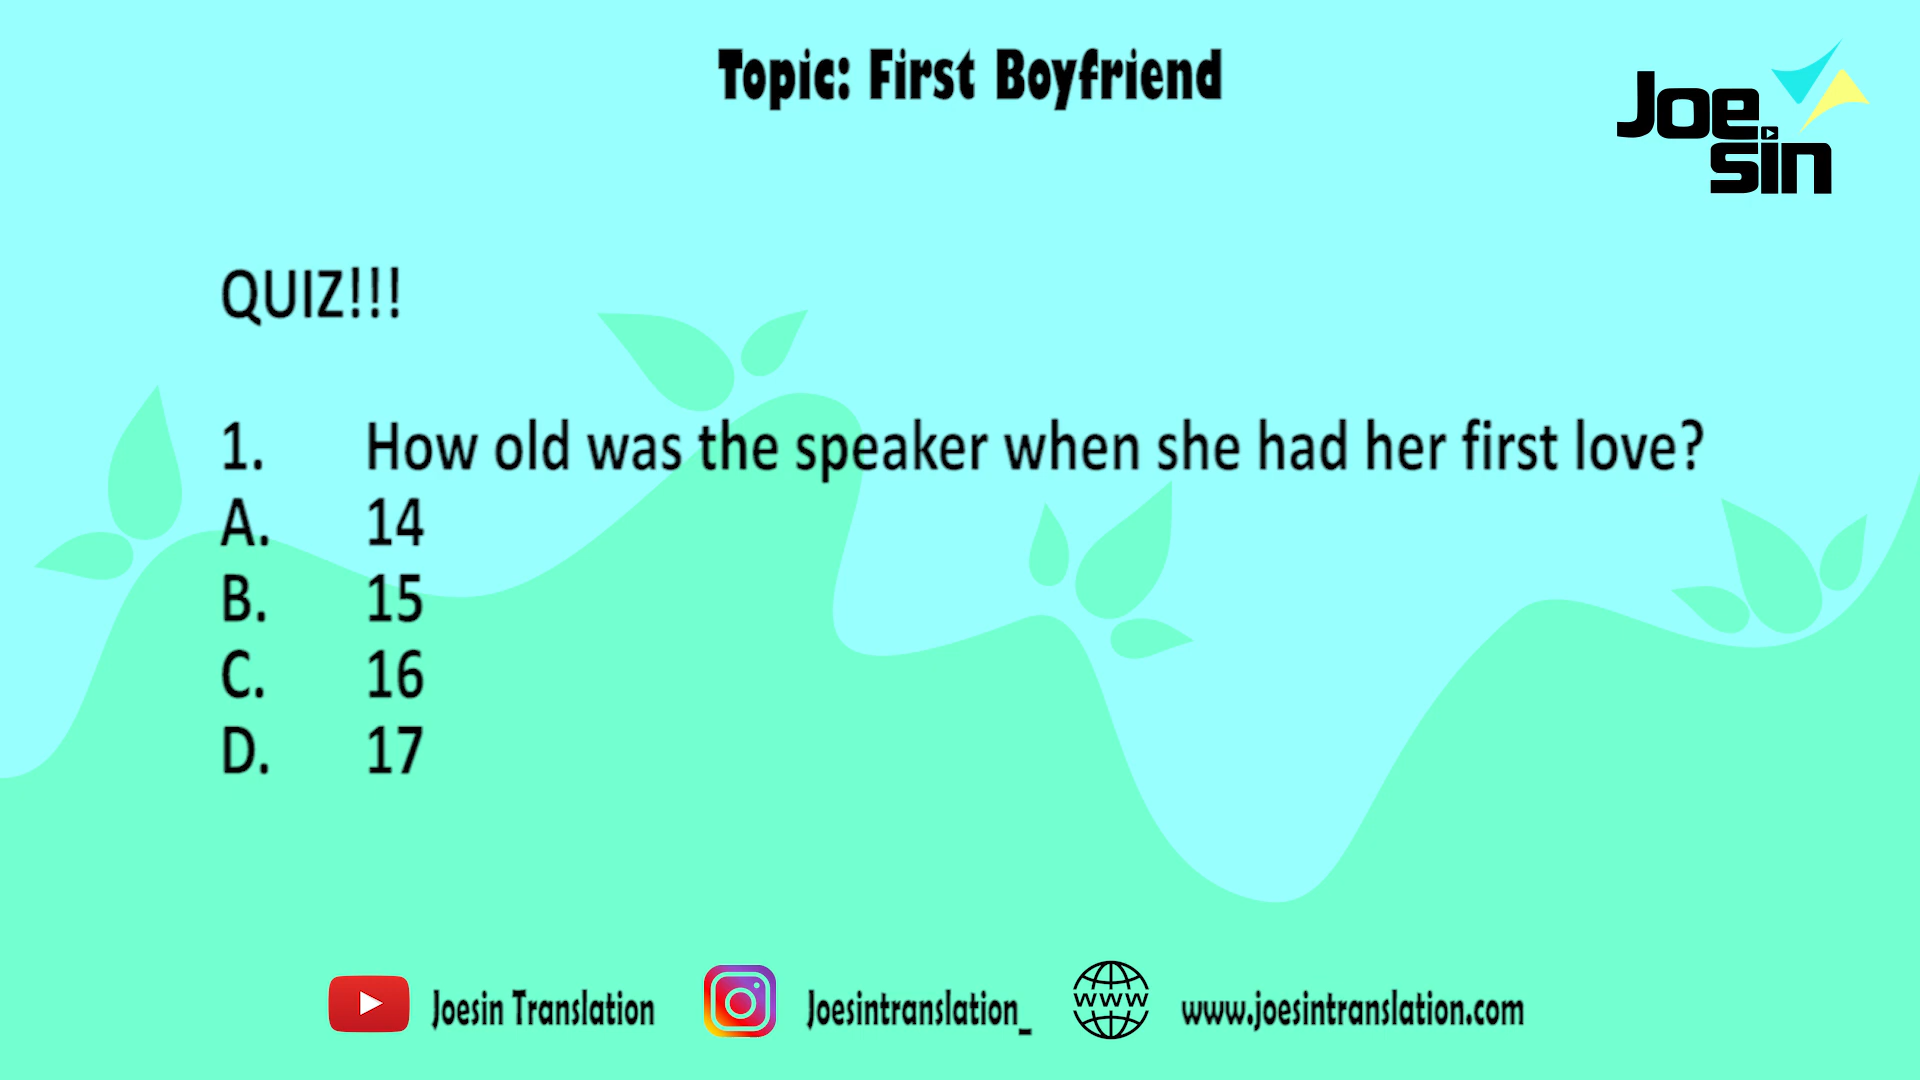 Topic: First Boyfriend
Joe
sin
QUIZ!!!
1. How old was the speaker when she had her first love?
A. 14
B. 15
C. 16
D. 17
Joesin Translation
Joesintranslation_
www
www.joesintranslation.com